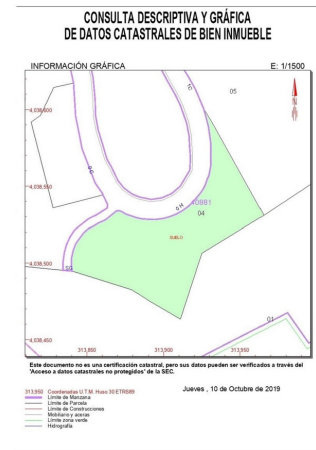 CONSULTA DESCRIPTIVA Y GRÁFICA
DE DATOS CATASTRALES DE BIEN INMUEBLE
INFORMACIÓN GRÁFICA E: 1/1500
05
4,038,600
N
4,038,550
40881
04
SUELO
4,038,500
01
4,038,450
313,850 313,900 313,950
Este documento no es una certificación catastral, pero sus datos pueden ser verificados a través del
"Acceso a datos catastrales no protegidos" de la SEC.
313,950 Coordenadas U.T.M. Huso 30 ETRS89
Jueves , 10 de Octubre de 2019
Límite de Manzana
Límite de Parcela
Límite de Construcciones
Mobiliario y aceras
Límite zona verde
Hidrografía